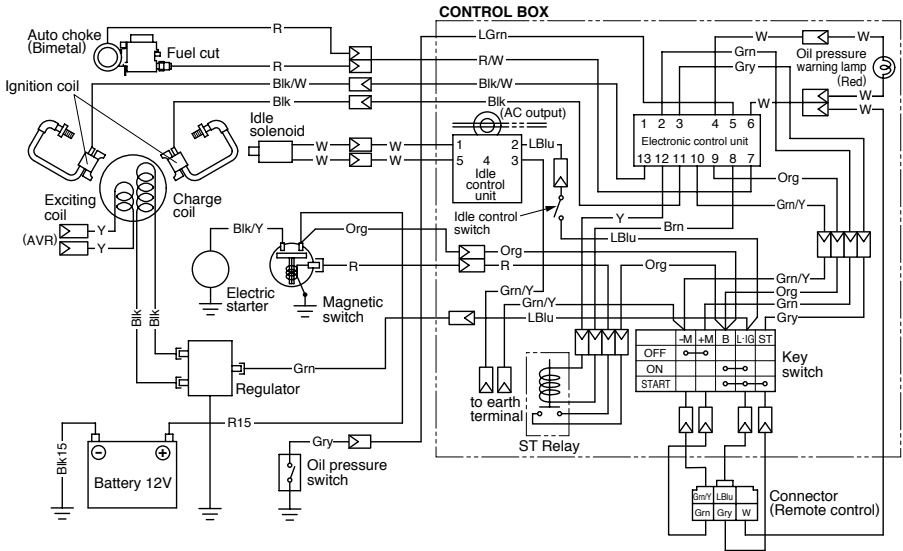 CONTROL BOX
R
LGrn
W
W
Auto choke
(Bimetal)
Fuel cut
Grn
Oil pressure
warning lamp
(Red)
R
R/W
Gry
Ignition coil
Blk/W
Blk/W
W
W
Blk
Blk
W
(AC output)
Idle
solenoid
1 2 3 4 5 6
Electronic control unit
13 12 11 10 9 8 7
W
W
1
2
LBlu
W
W
5
4
3
Idle
control
unit
Org
Exciting
coil
(AVR)
Charge
coil
Idle control
switch
Grn/Y
Y
Y
Y
Brn
Blk/Y
Org
LBlu
Org
Org
R
R
Grn/Y
Org
Grn
Gry
Electric
starter
Magnetic
switch
Grn/Y
Grn/Y
LBlu
Blk
Blk
-M +M B L·IG ST
OFF
ON
START
Key
switch
Grn
Regulator
to earth
terminal
R15
ST Relay
Gry
Blk15
Battery 12V
Oil pressure
switch
Grn/Y LBlu
Grn Gry W
Connector
(Remote control)